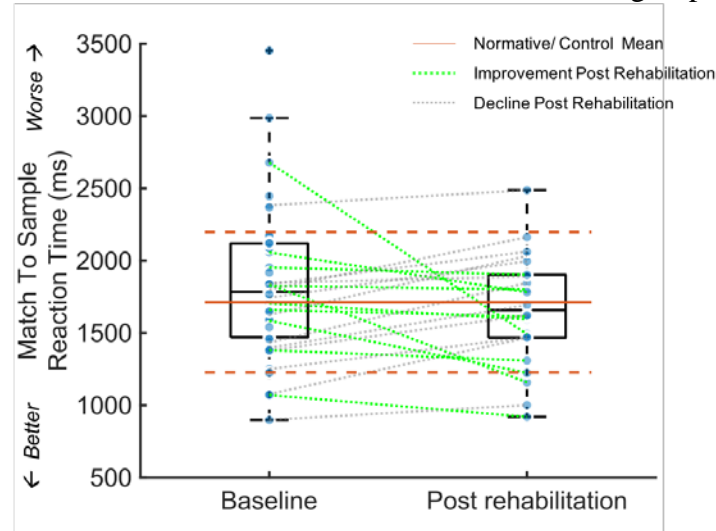 3500
3000
2500
2000
1500
1000
500
Worse →
← Better
Match To Sample
Reaction Time (ms)
Normative/ Control Mean
Improvement Post Rehabilitation
Decline Post Rehabilitation
Baseline
Post rehabilitation